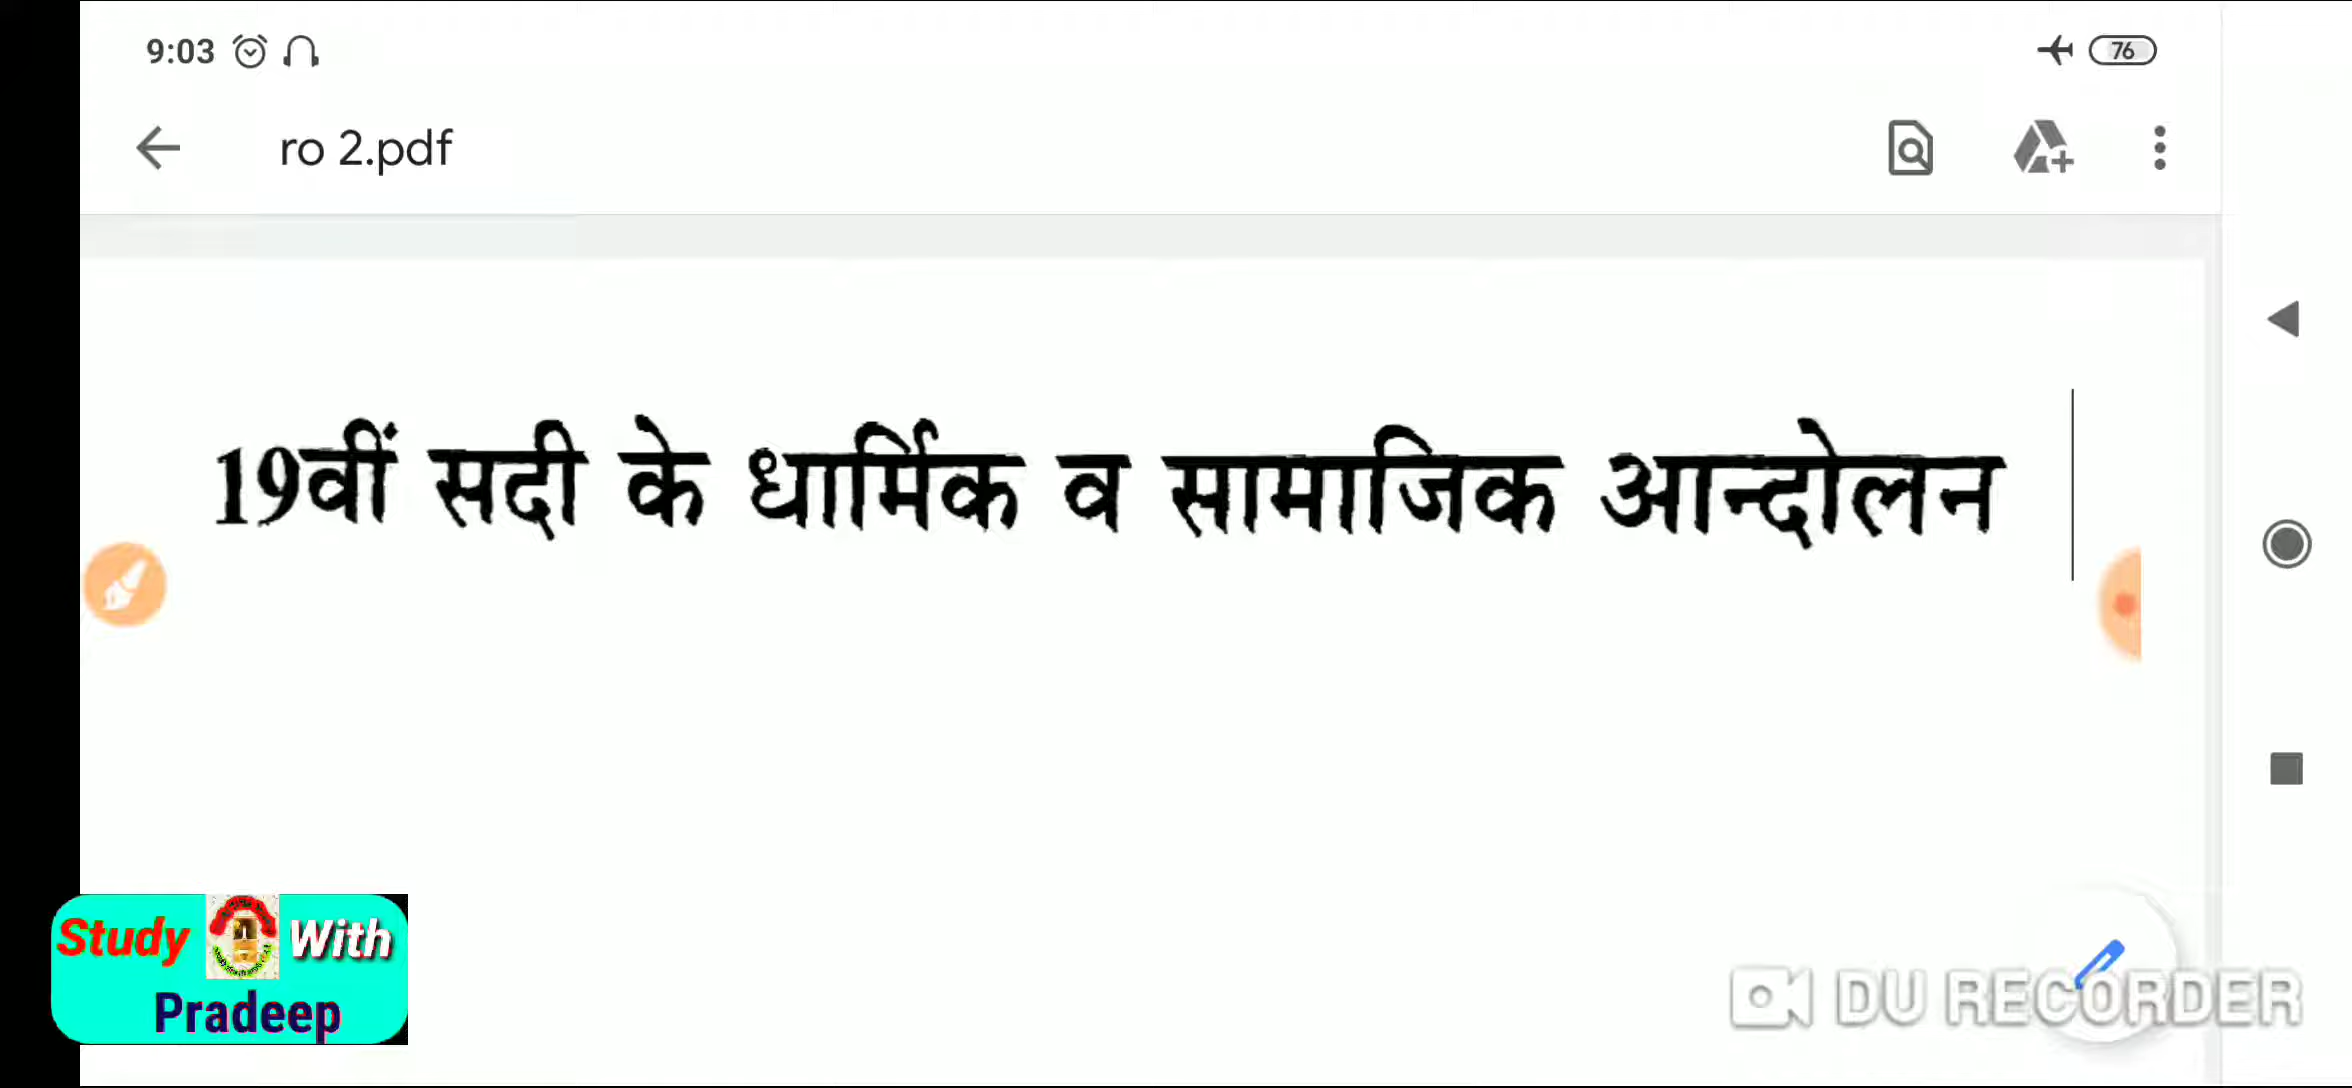 9:03
76
ro 2.pdf
19वीं सदी के धार्मिक व सामाजिक आन्दोलन
Study With
Pradeep
DU RECORDER